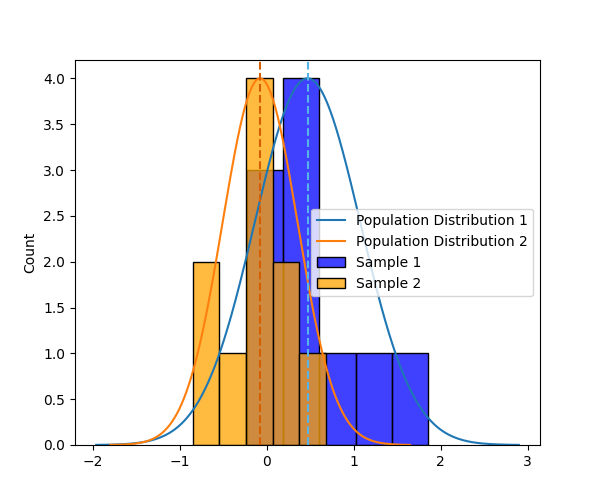 4.0
3.5
3.0
2.5
2.0
1.5
1.0
0.5
0.0
Count
Population Distribution 1
Population Distribution 2
Sample 1
Sample 2
−2 −1 0 1 2 3